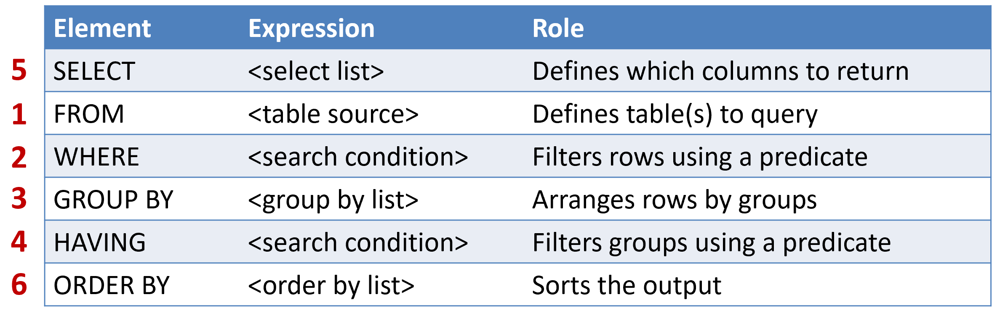 Element Expression Role
5 SELECT <select list> Defines which columns to return
1 FROM <table source> Defines table(s) to query
2 WHERE <search condition> Filters rows using a predicate
3 GROUP BY <group by list> Arranges rows by groups
4 HAVING <search condition> Filters groups using a predicate
6 ORDER BY <order by list> Sorts the output